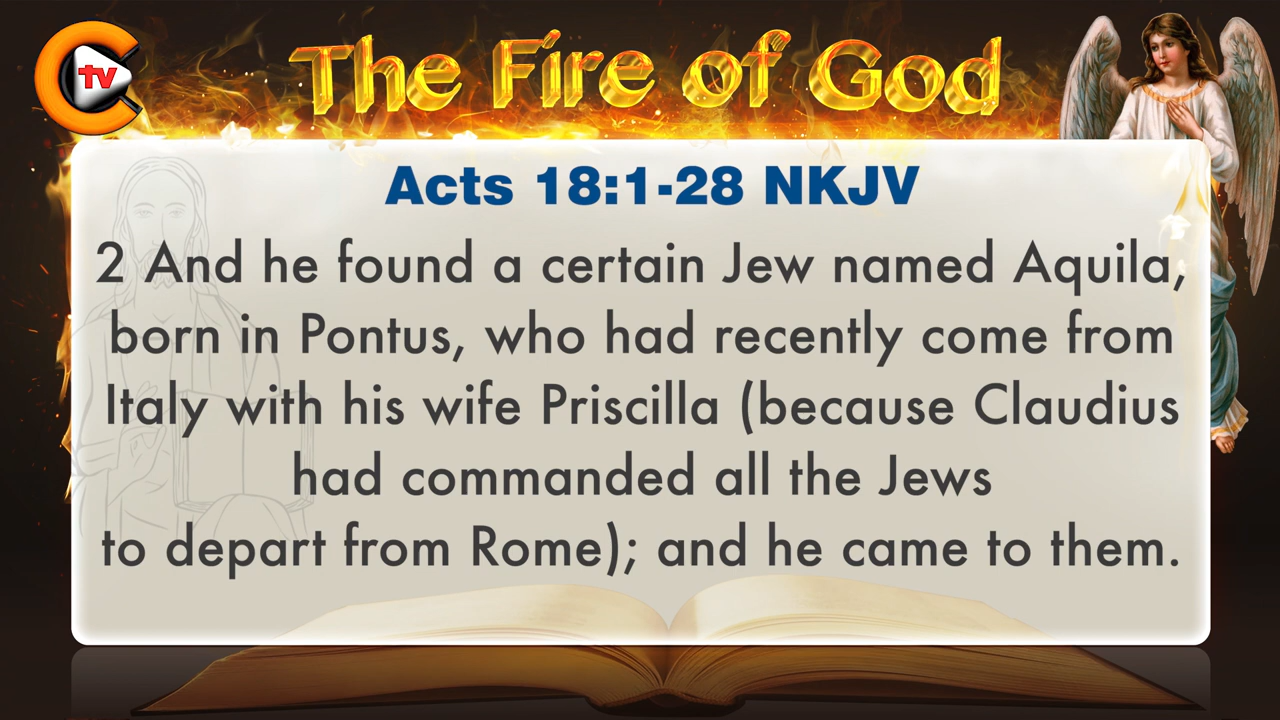 tv
The Fire of God
Acts 18:1-28 NKJV
2 And he found a certain Jew named Aquila,
born in Pontus, who had recently come from
Italy with his wife Priscilla (because Claudius
had commanded all the Jews
to depart from Rome); and he came to them.